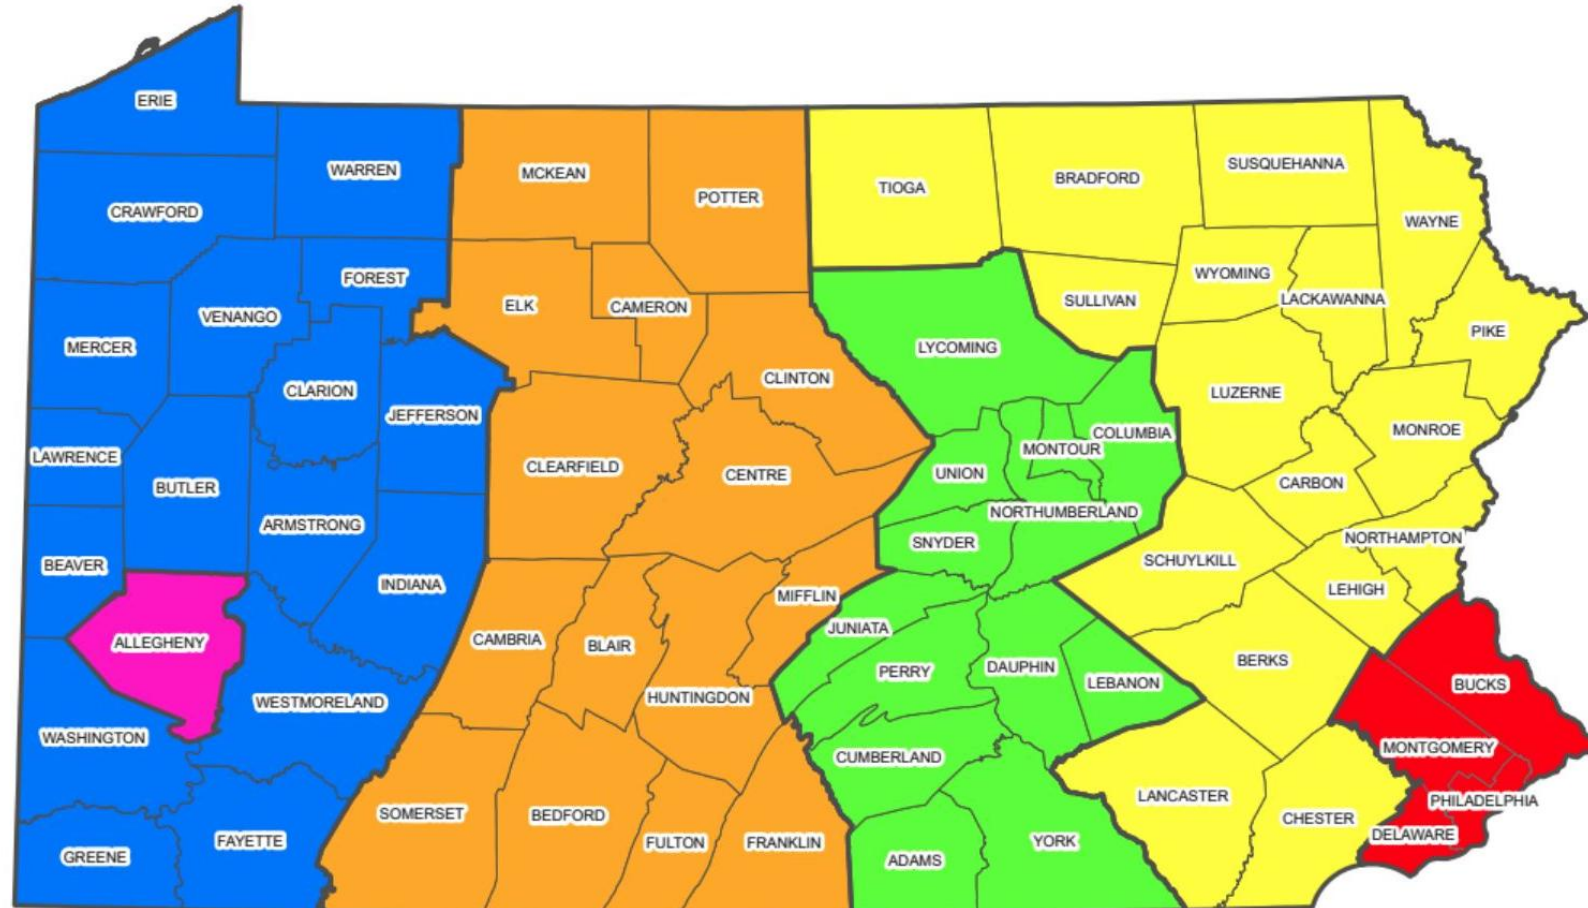 ERIE
WARREN
MCKEAN
POTTER
TIOGA
BRADFORD
SUSQUEHANNA
CRAWFORD
WAYNE
FOREST
ELK
CAMERON
SULLIVAN
WYOMING
LACKAWANNA
VENANGO
MERCER
LYCOMING
PIKE
CLARION
JEFFERSON
CLINTON
LUZERNE
LAWRENCE
BUTLER
CLEARFIELD
CENTRE
UNION
MONTOUR
COLUMBIA
MONROE
CARBON
ARMSTRONG
NORTHUMBERLAND
NORTHAMPTON
BEAVER
INDIANA
SNYDER
SCHUYLKILL
LEHIGH
ALLEGHENY
CAMBRIA
BLAIR
MIFFLIN
JUNIATA
PERRY
DAUPHIN
LEBANON
BERKS
BUCKS
WASHINGTON
WESTMORELAND
HUNTINGDON
CUMBERLAND
MONTGOMERY
SOMERSET
BEDFORD
LANCASTER
CHESTER
PHILADELPHIA
DELAWARE
GREENE
FAYETTE
FULTON
FRANKLIN
ADAMS
YORK